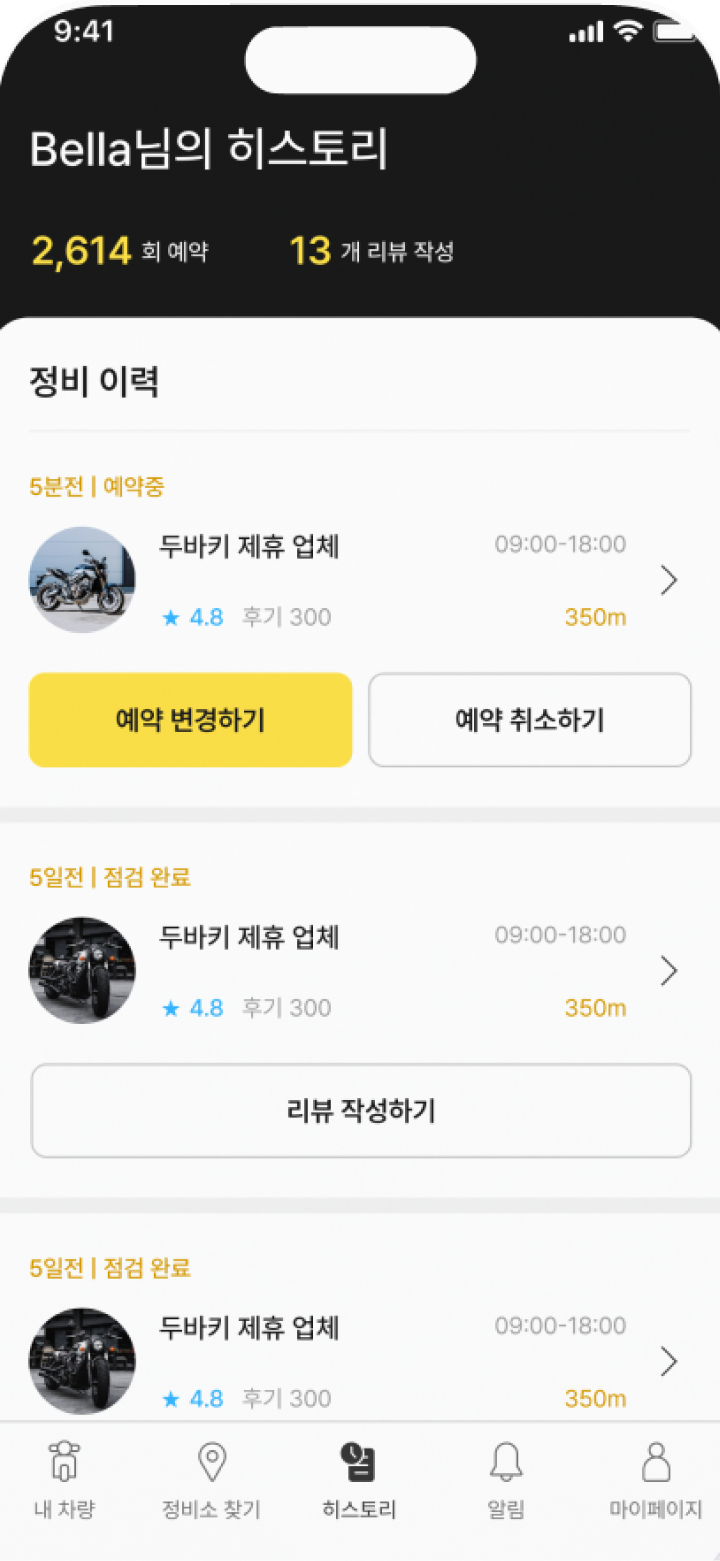 9:41
Bella님의 히스토리
2,614 회 예약 13 개 리뷰 작성
정비 이력
5분전 | 예약중
두바키 제휴 업체 09:00-18:00
★ 4.8 후기 300 350m
예약 변경하기 예약 취소하기
5일전 | 점검 완료
두바키 제휴 업체 09:00-18:00
★ 4.8 후기 300 350m
리뷰 작성하기
5일전 | 점검 완료
두바키 제휴 업체 09:00-18:00
★ 4.8 후기 300 350m
내 차량 정비소 찾기 히스토리 알림 마이페이지